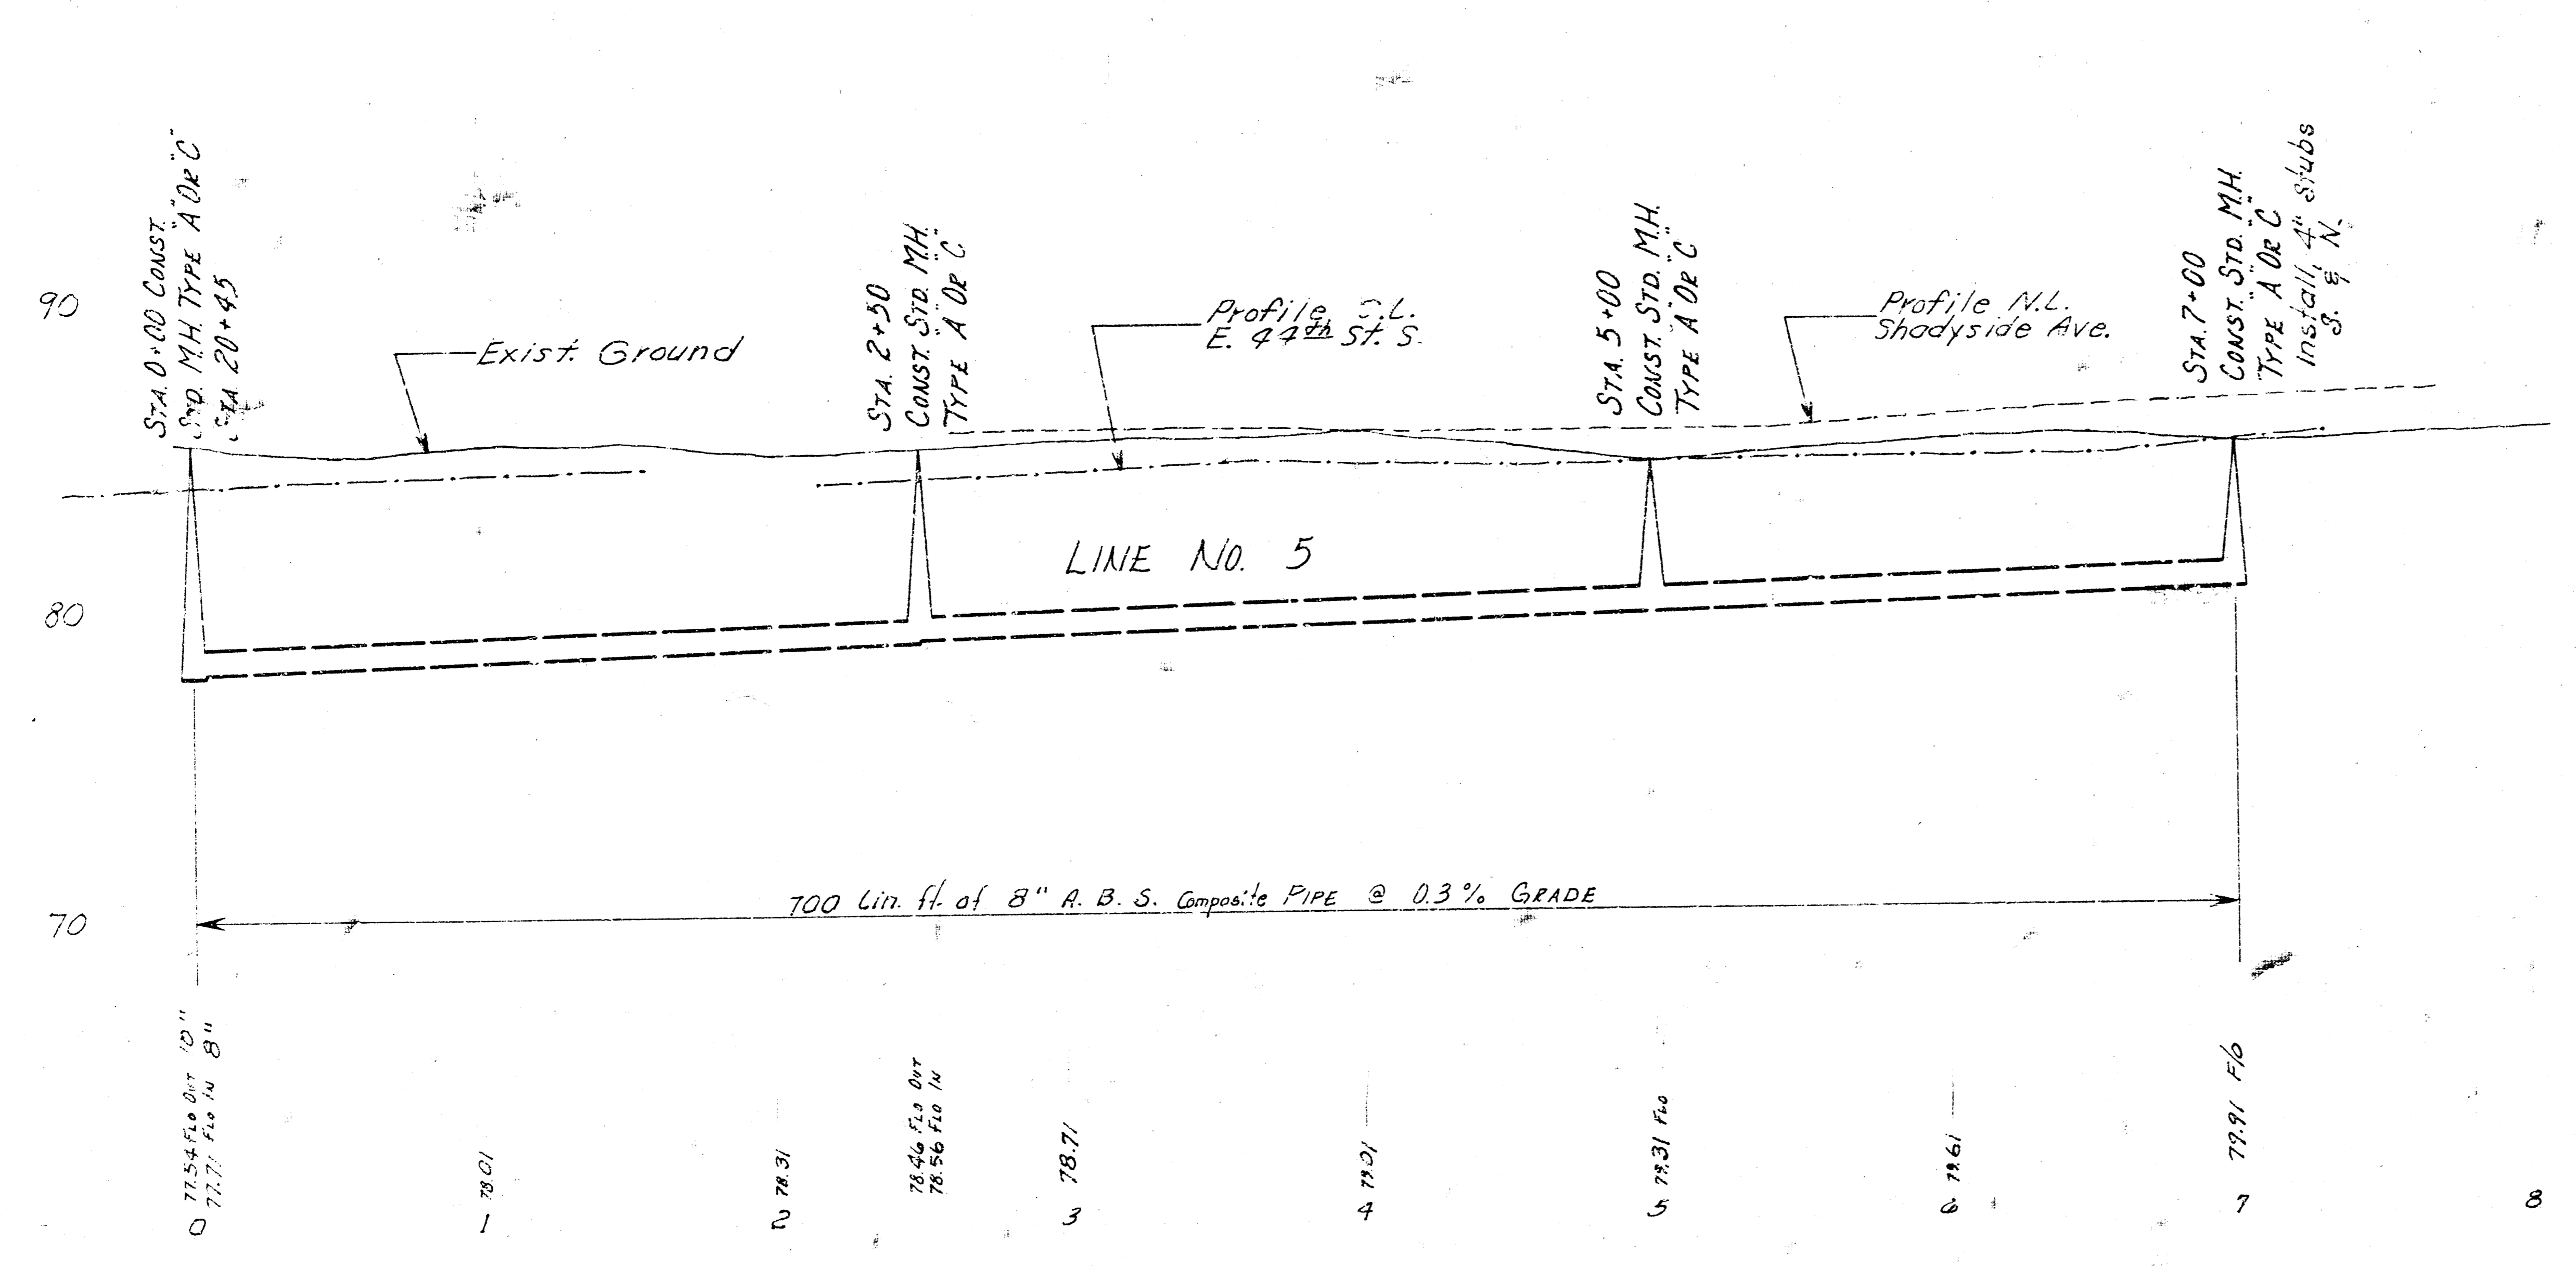 STA. 0+00 CONST.
STD. M.H. TYPE "A" OR "C"
STA 20+45
STA. 2+50
CONST. STD. M.H.
TYPE "A" OR "C"
STA. 5+00
CONST. STD. M.H.
TYPE "A" OR "C"
STA. 7+00
CONST. STD. M.H.
TYPE "A" OR "C"
Install 4" Stubs
S. & N.
90
Exist. Ground
Profile S.L.
E. 44th St. S.
Profile N.L.
Shadyside Ave.
LINE NO. 5
80
700 Lin. ft. of 8" A. B. S. Composite PIPE @ 0.3% GRADE
70
77.54 FLO OUT 10"
77.71 FLO IN 8"
78.01
78.31
78.46 FLO OUT
78.56 FLO IN
78.71
79.01
79.31 FLO
79.61
79.91 Flo
0 1 2 3 4 5 6 7 8